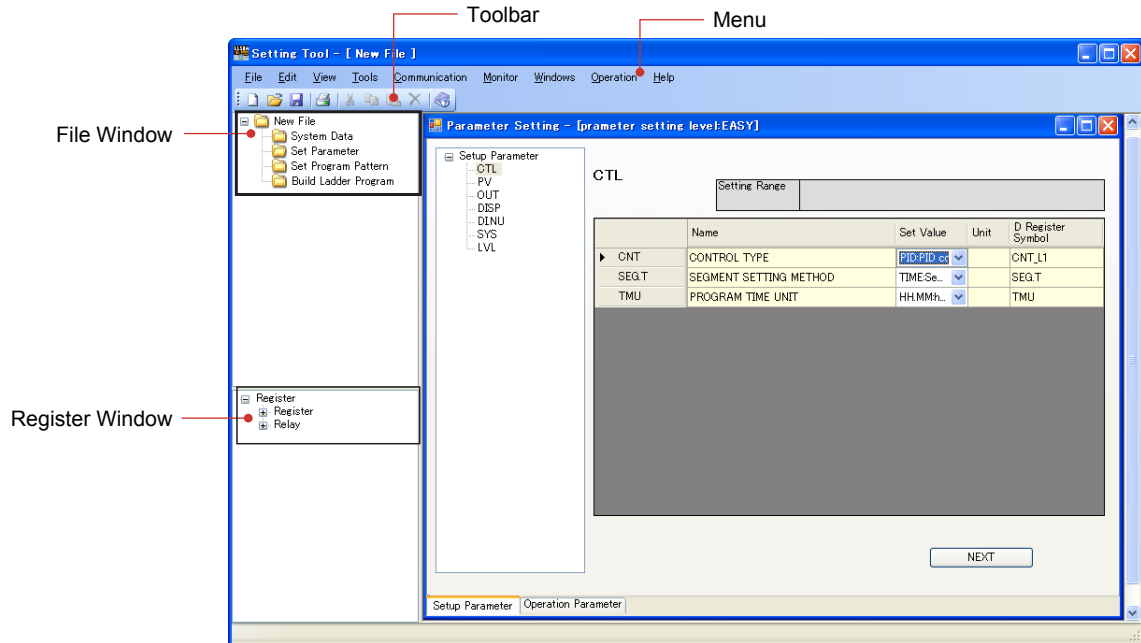 Toolbar
Menu
Setting Tool - [ New File ]
File Edit View Tools Communication Monitor Windows Operation Help
File Window
New File
System Data
Set Parameter
Set Program Pattern
Build Ladder Program
Parameter Setting - [prameter setting level:EASY]
Setup Parameter
CTL
PV
OUT
DISP
DINU
SYS
LVL
CTL
Setting Range
Name Set Value Unit D Register Symbol
CNT CONTROL TYPE PID:PID co CNT_L1
SEG.T SEGMENT SETTING METHOD TIME:Se... SEG.T
TMU PROGRAM TIME UNIT HH.MM:h... TMU
Register Window
Register
Register
Relay
NEXT
Setup Parameter Operation Parameter